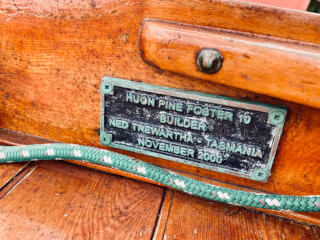 HUON PINE FOSTER 10
BUILDER
NED TREWARTHA - TASMANIA
NOVEMBER 2000